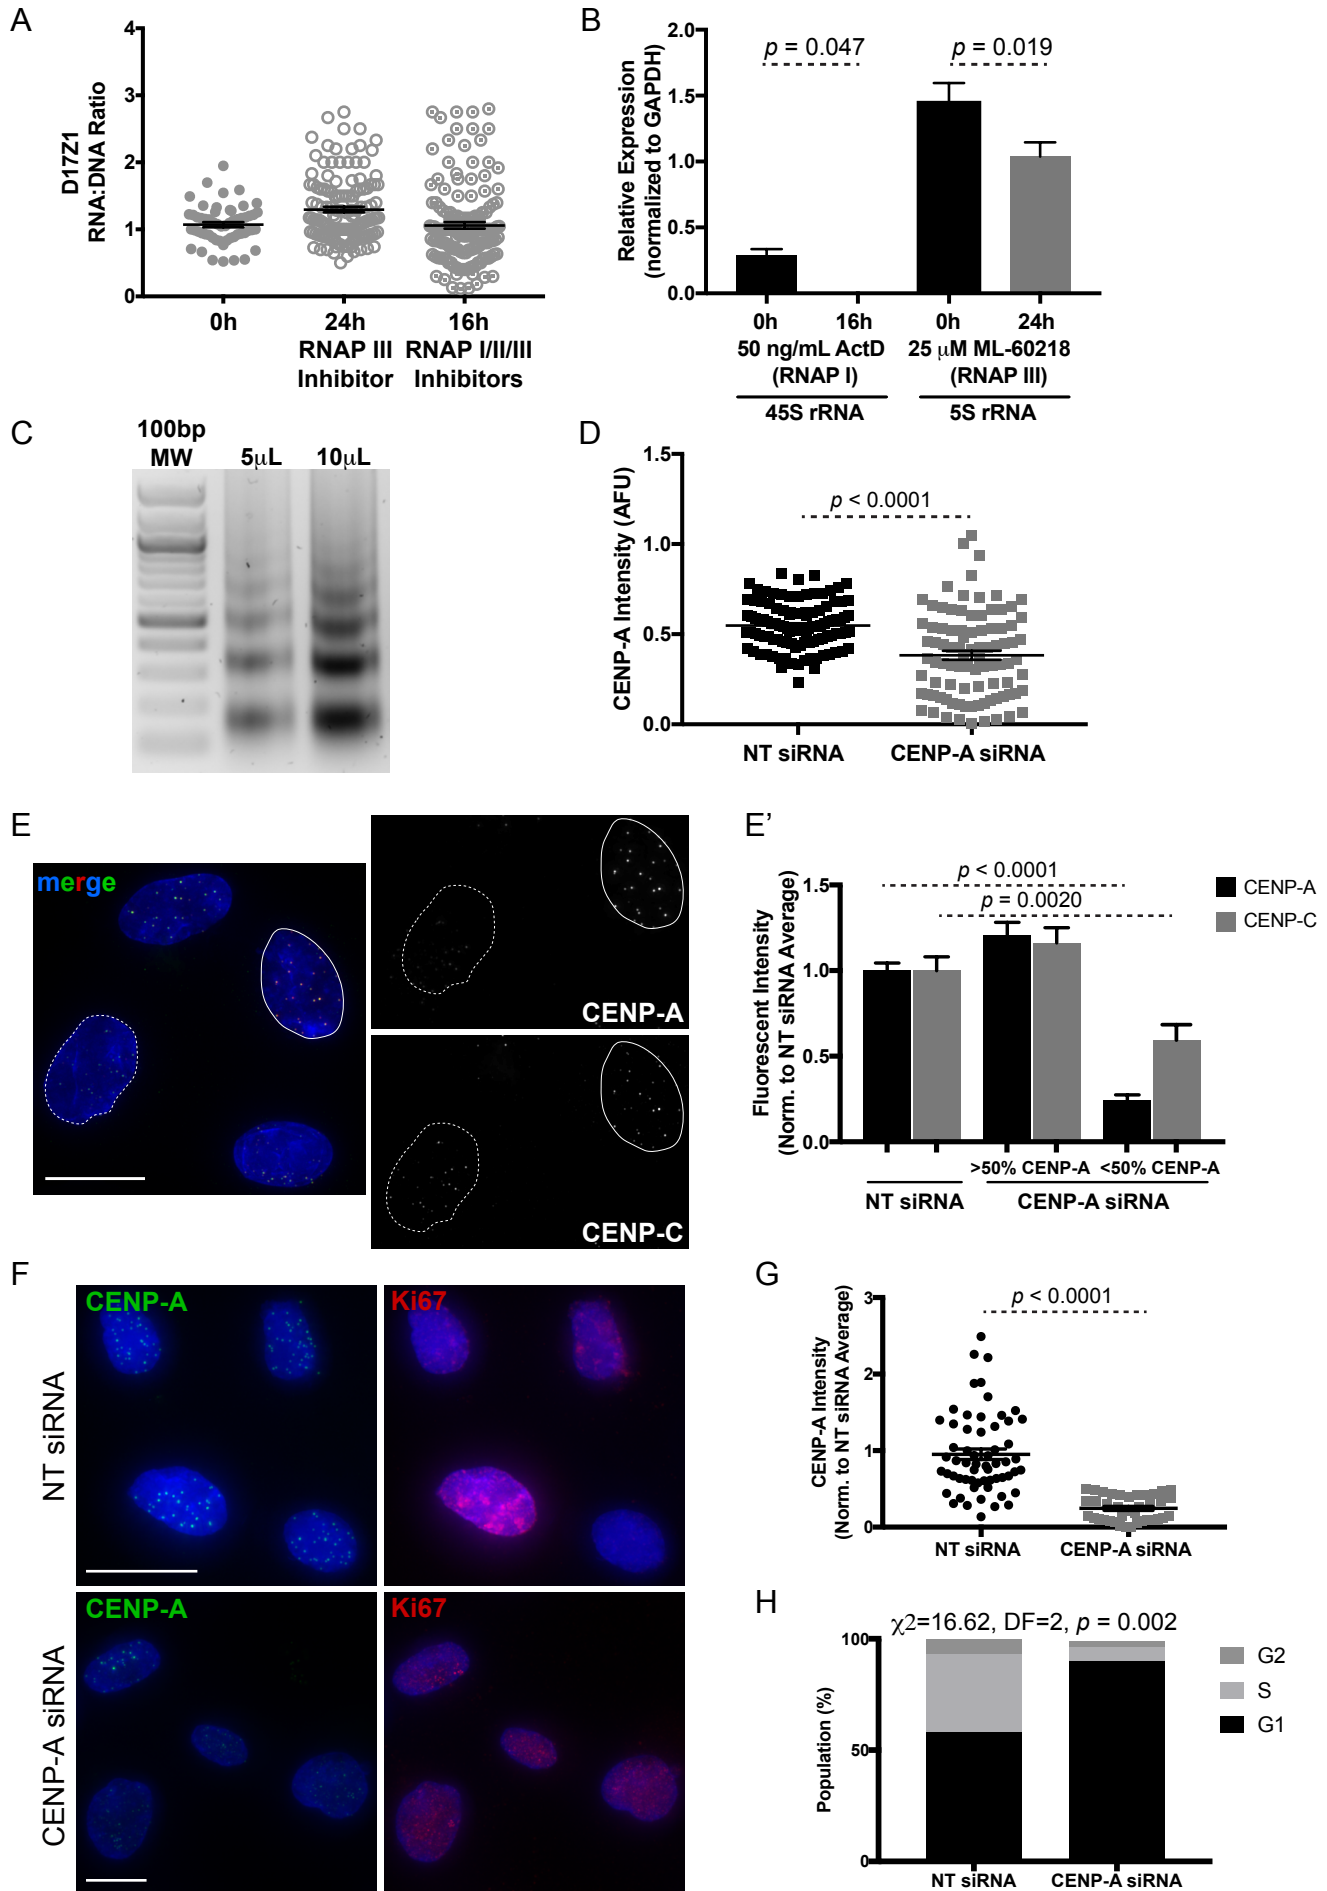 A
4
3
2
1
0
D17Z1
RNA:DNA Ratio
0h
24h
RNAP III
Inhibitor
16h
RNAP I/II/III
Inhibitors
B
2.0
1.5
1.0
0.5
0.0
Relative Expression
(normalized to GAPDH)
p = 0.047
p = 0.019
0h
16h
0h
24h
50 ng/mL ActD
(RNAP I)
25 μM ML-60218
(RNAP III)
45S rRNA
5S rRNA
C
100bp
MW
5μL
10μL
D
1.5
1.0
0.5
0.0
CENP-A Intensity (AFU)
p < 0.0001
NT siRNA
CENP-A siRNA
E
merge
CENP-A
CENP-C
E’
1.5
1.0
0.5
0.0
Fluorescent Intensity
(Norm. to NT siRNA Average)
p < 0.0001
p = 0.0020
CENP-A
CENP-C
>50% CENP-A
<50% CENP-A
NT siRNA
CENP-A siRNA
F
NT siRNA
CENP-A
Ki67
CENP-A siRNA
CENP-A
Ki67
G
3
2
1
0
CENP-A Intensity
(Norm. to NT siRNA Average)
p < 0.0001
NT siRNA
CENP-A siRNA
H
χ2=16.62, DF=2, p = 0.002
100
50
0
Population (%)
G2
S
G1
NT siRNA
CENP-A siRNA